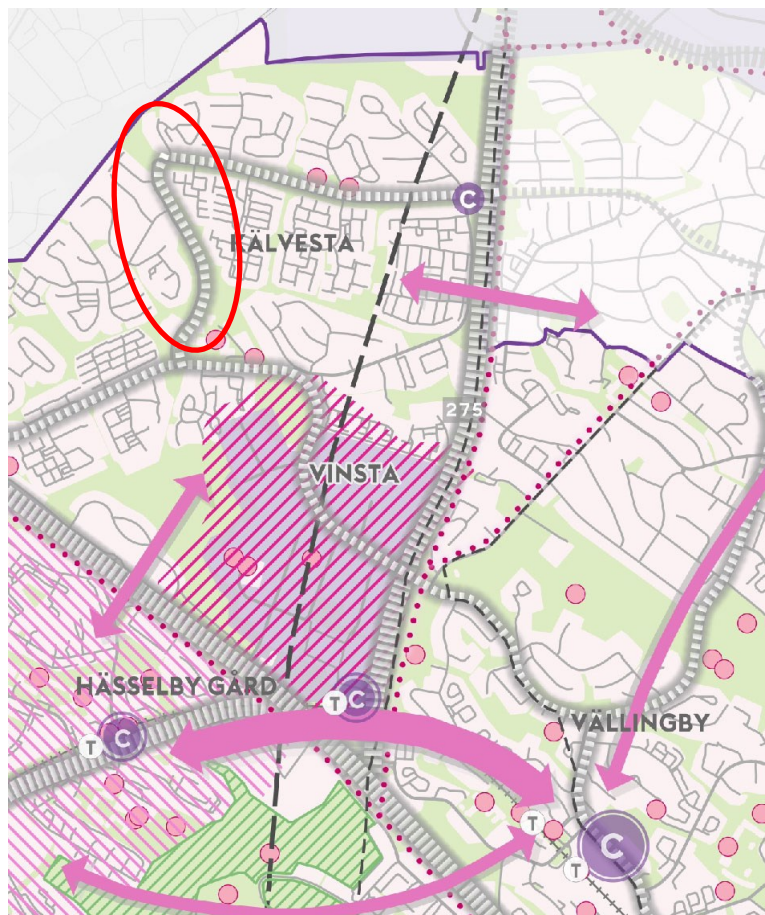 C
KÄLVESTA
275
VINSTA
HÄSSELBY GÅRD
T C
T C
VÄLLINGBY
T
C
T